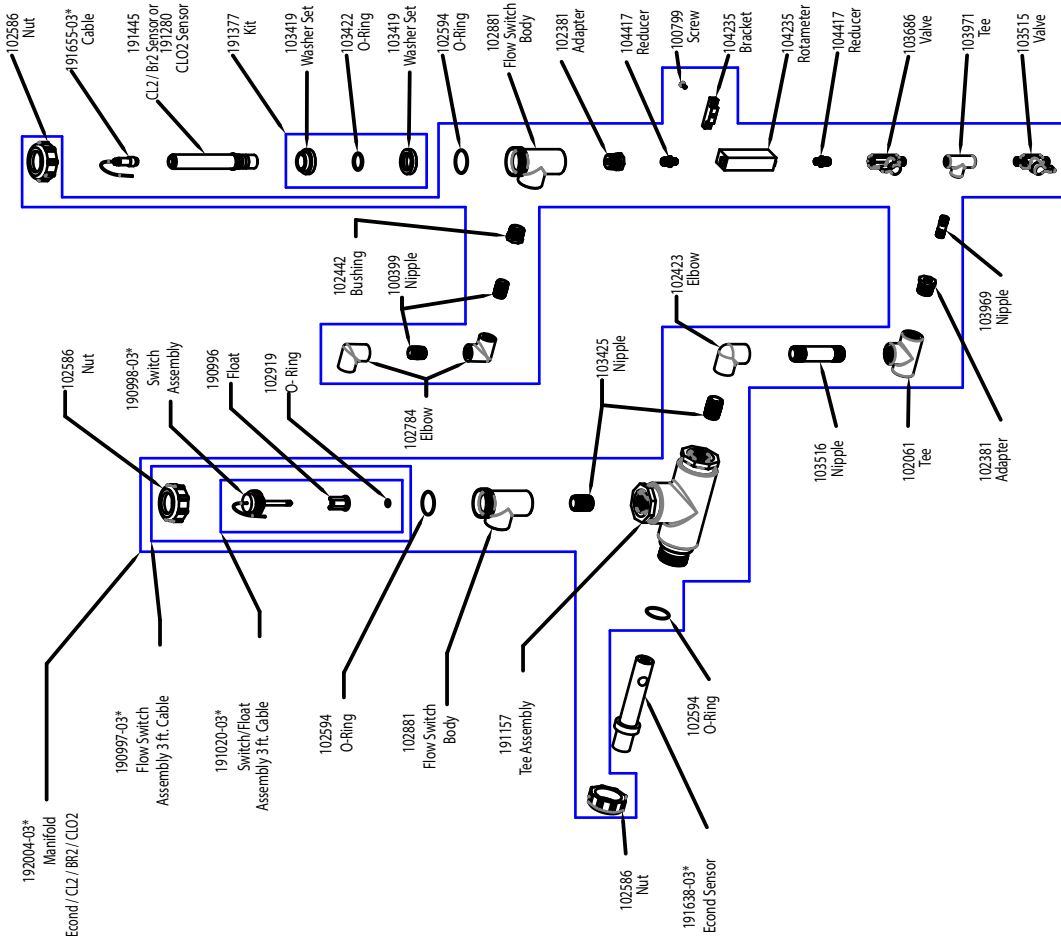 102586
Nut
191655-03*
Cable
191445
CL2 / Br2 Sensor or
191280
CLO2 Sensor
191377
Kit
103419
Washer Set
103422
O-Ring
103419
Washer Set
102594
O-Ring
102881
Flow Switch
Body
102381
Adapter
104417
Reducer
100799
Screw
104235
Bracket
104235
Rotameter
104417
Reducer
103686
Valve
103971
Tee
103515
Valve
102442
Bushing
100399
Nipple
102784
Elbow
102423
Elbow
103425
Nipple
103969
Nipple
102381
Adapter
102061
Tee
103516
Nipple
102586
Nut
190998-03*
Switch
Assembly
190996
Float
102919
O- Ring
192004-03*
Manifold
Econd / CL2 / BR2 / CLO2
190997-03*
Flow Switch
Assembly 3 ft. Cable
191020-03*
Switch/Float
Assembly 3 ft. Cable
102594
O-Ring
102881
Flow Switch
Body
191157
Tee Assembly
102594
O-Ring
102586
Nut
191638-03*
Econd Sensor